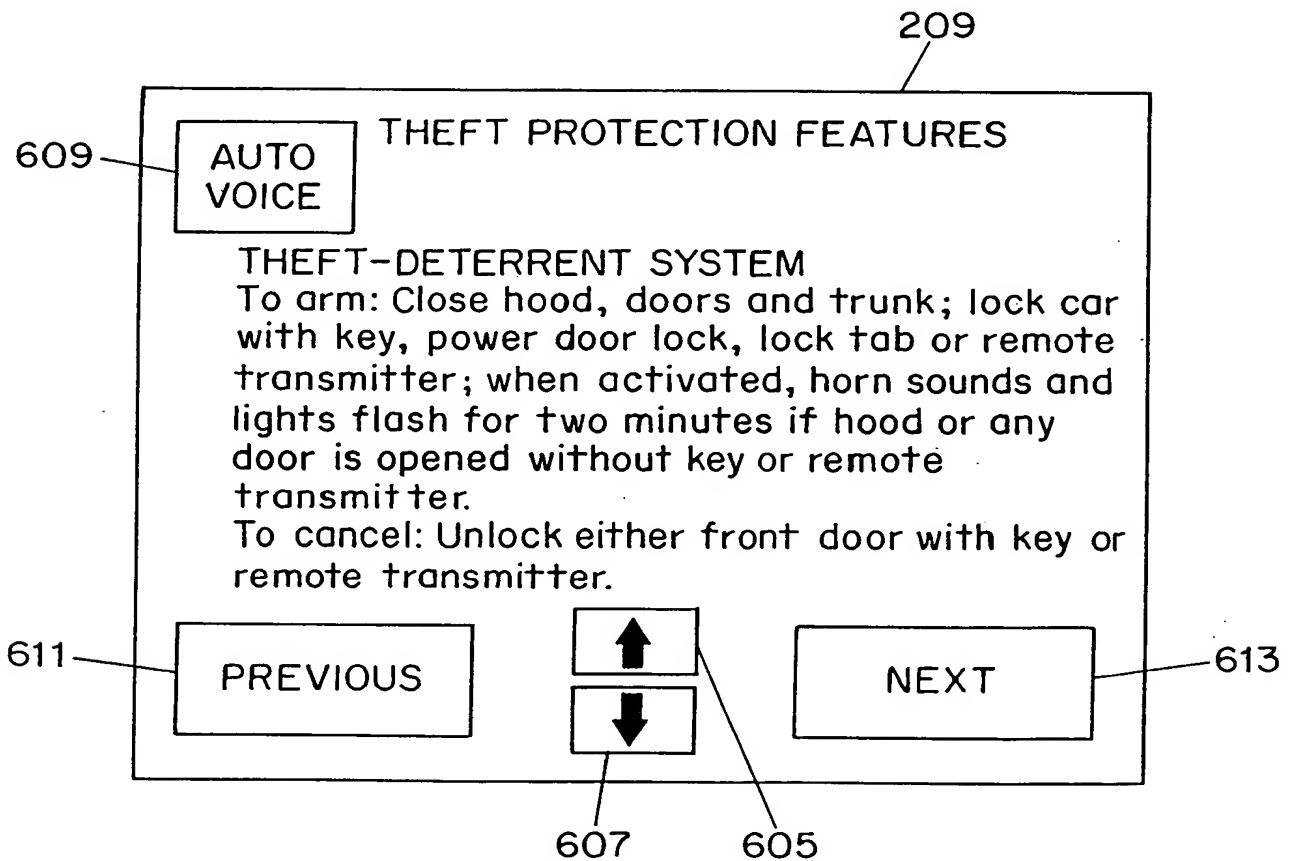 209
THEFT PROTECTION FEATURES
609
AUTO
VOICE
THEFT-DETERRENT SYSTEM
To arm: Close hood, doors and trunk; lock car
with key, power door lock, lock tab or remote
transmitter; when activated, horn sounds and
lights flash for two minutes if hood or any
door is opened without key or remote
transmitter.
To cancel: Unlock either front door with key or
remote transmitter.
611
PREVIOUS
NEXT
613
607
605